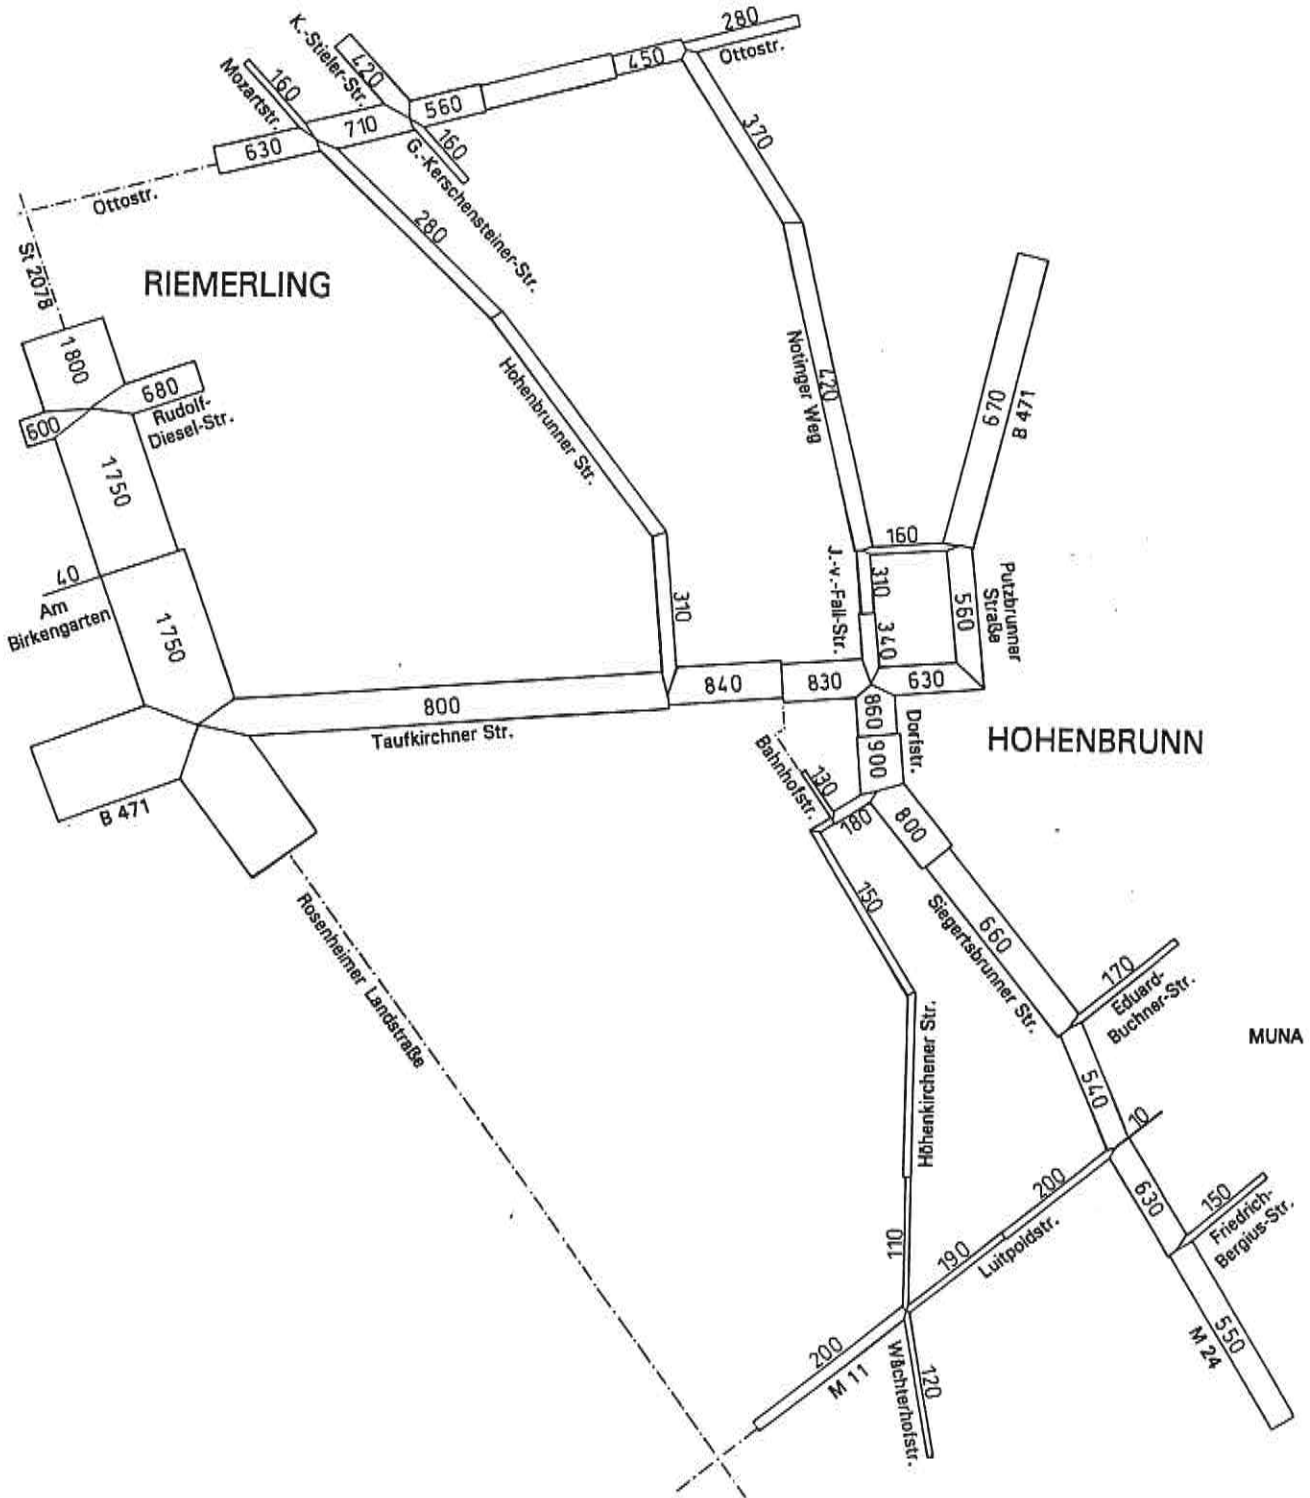 280
Ottostr.
K.-Stieler-Str.
420
450
Mozartstr.
160
560
710
160
G.-Kerschensteiner-Str.
630
370
Ottostr.
280
St 2078
RIEMERLING
1800
680
Rudolf-
Diesel-Str.
600
Hohenbrunner Str.
Notinger Weg
420
670
B 471
1750
160
40
Am
Birkengarten
1750
310
J.-v.-Fall-Str.
310
340
560
Putzbrunner
Straße
800
Taufkirchner Str.
840
830
630
860
Dorfstr.
900
HOHENBRUNN
B 471
Bahnhofstr.
130
180
800
150
Rosenheimer Landstraße
660
Siegertsbrunner Str.
170
Eduard-
Buchner-Str.
MUNA
Höhenkirchener Str.
540
10
200
630
150
Friedrich-
Bergius-Str.
110
190
Luitpoldstr.
200
M 11
Wächterhofstr.
120
550
M 24